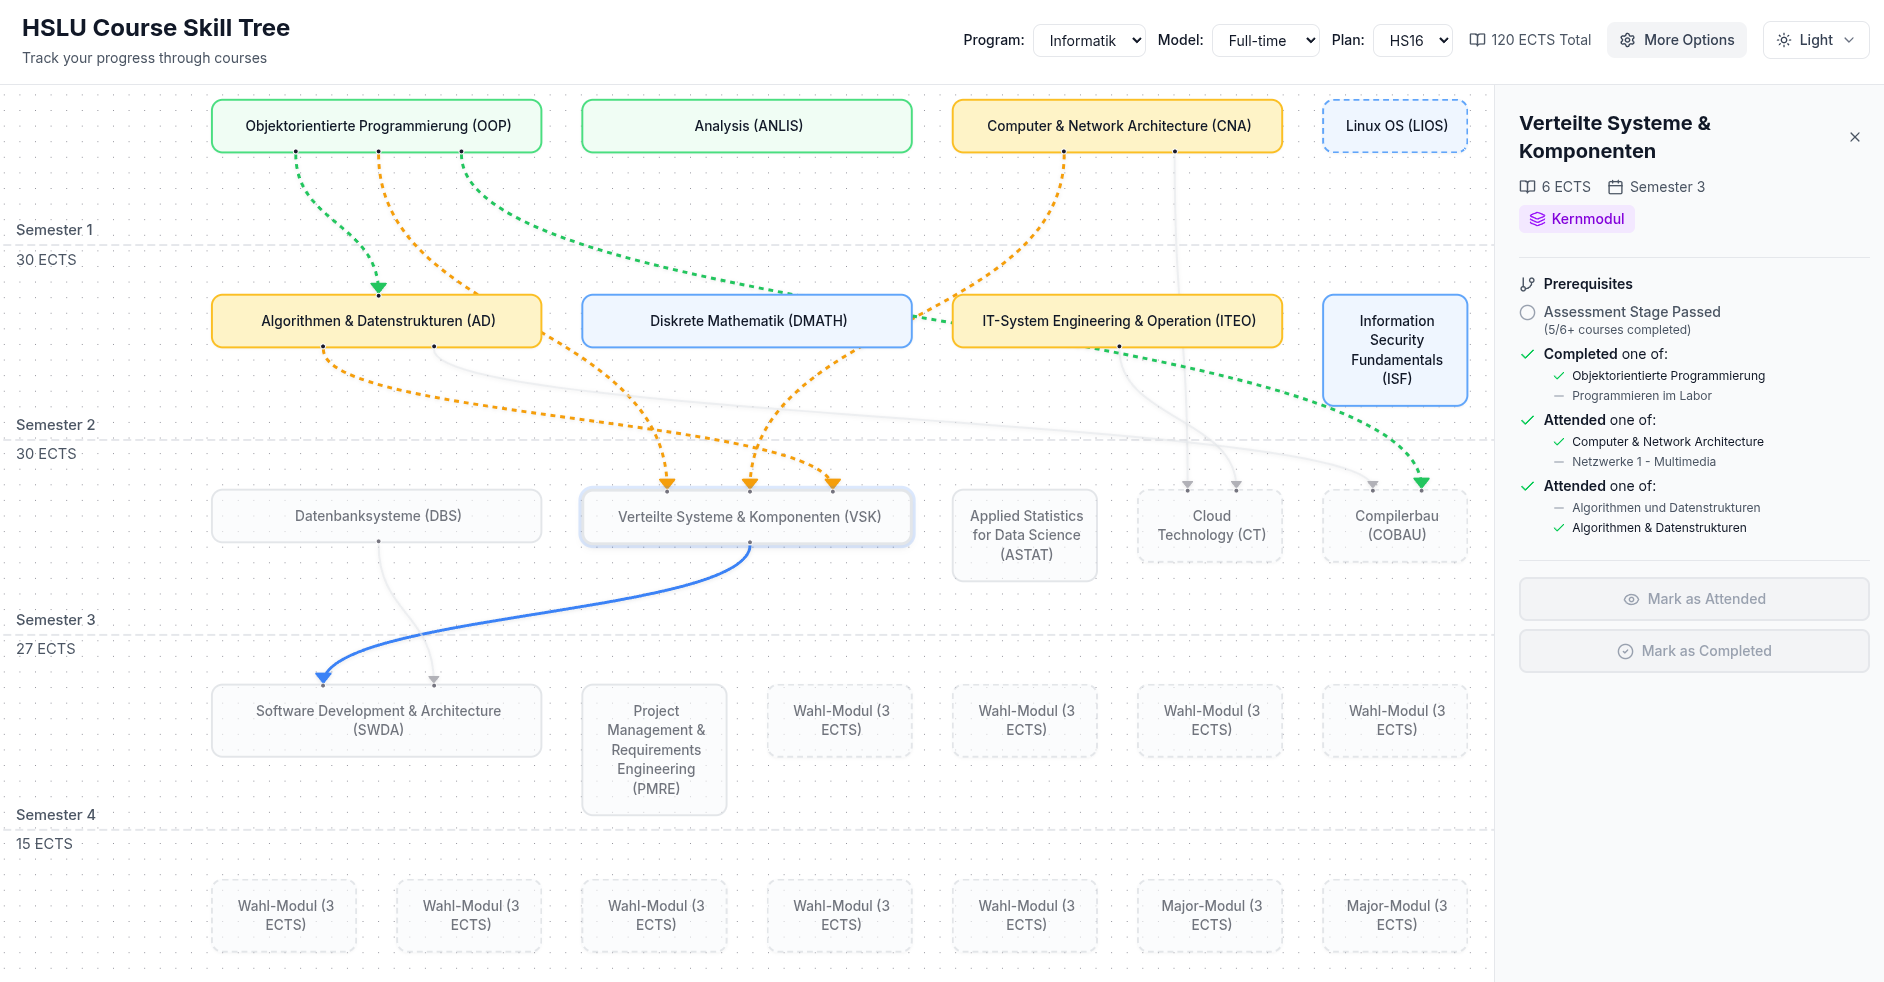 HSLU Course Skill Tree
Track your progress through courses
Program: Informatik Model: Full-time Plan: HS16 120 ECTS Total More Options Light
Objektorientierte Programmierung (OOP)
Analysis (ANLIS)
Computer & Network Architecture (CNA)
Linux OS (LIOS)
Semester 1
30 ECTS
Algorithmen & Datenstrukturen (AD)
Diskrete Mathematik (DMATH)
IT-System Engineering & Operation (ITEO)
Information
Security
Fundamentals
(ISF)
Semester 2
30 ECTS
Datenbanksysteme (DBS)
Verteilte Systeme & Komponenten (VSK)
Applied Statistics
for Data Science
(ASTAT)
Cloud
Technology (CT)
Compilerbau
(COBAU)
Semester 3
27 ECTS
Software Development & Architecture
(SWDA)
Project
Management &
Requirements
Engineering
(PMRE)
Wahl-Modul (3
ECTS)
Wahl-Modul (3
ECTS)
Wahl-Modul (3
ECTS)
Wahl-Modul (3
ECTS)
Semester 4
15 ECTS
Wahl-Modul (3
ECTS)
Wahl-Modul (3
ECTS)
Wahl-Modul (3
ECTS)
Wahl-Modul (3
ECTS)
Wahl-Modul (3
ECTS)
Major-Modul (3
ECTS)
Major-Modul (3
ECTS)
Verteilte Systeme &
Komponenten
6 ECTS Semester 3
Kernmodul
Prerequisites
Assessment Stage Passed
(5/6+ courses completed)
Completed one of:
Objektorientierte Programmierung
Programmieren im Labor
Attended one of:
Computer & Network Architecture
Netzwerke 1 - Multimedia
Attended one of:
Algorithmen und Datenstrukturen
Algorithmen & Datenstrukturen
Mark as Attended
Mark as Completed